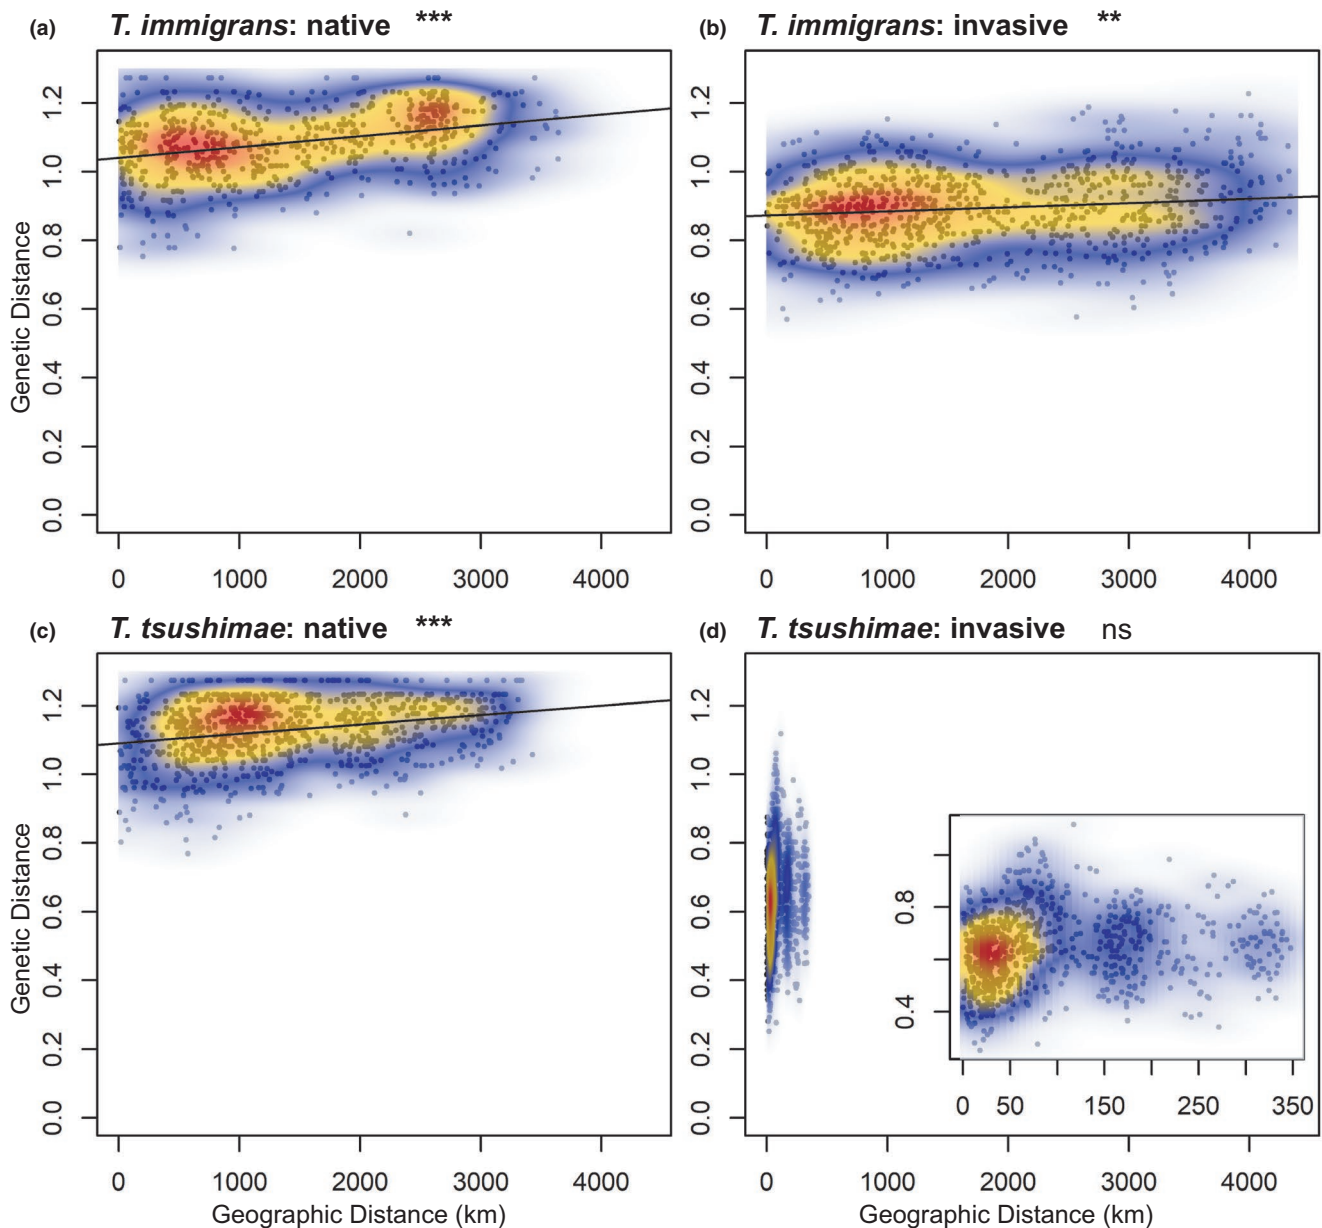 (a) T. immigrans: native ***
(b) T. immigrans: invasive **
Genetic Distance
0.0 0.2 0.4 0.6 0.8 1.0 1.2
0 1000 2000 3000 4000
0.0 0.2 0.4 0.6 0.8 1.0 1.2
0 1000 2000 3000 4000
(c) T. tsushimae: native ***
(d) T. tsushimae: invasive ns
Genetic Distance
0.0 0.2 0.4 0.6 0.8 1.0 1.2
0 1000 2000 3000 4000
Geographic Distance (km)
0.0 0.2 0.4 0.6 0.8 1.0 1.2
0.4 0.8
0 50 150 250 350
0 1000 2000 3000 4000
Geographic Distance (km)